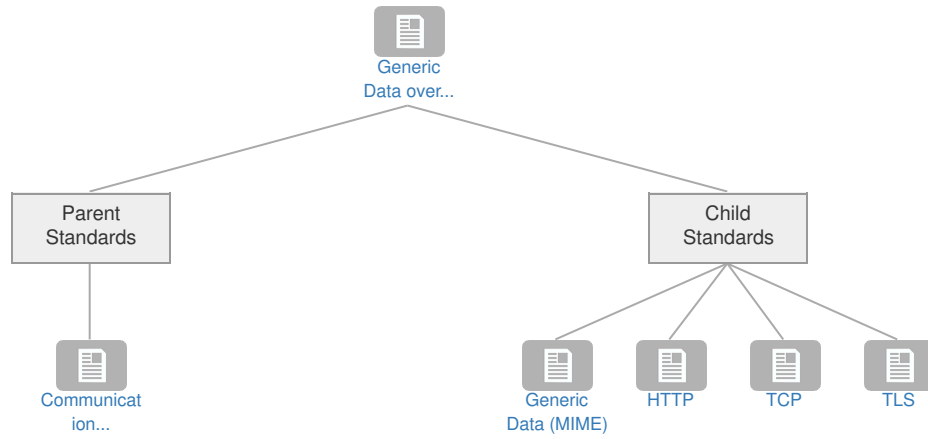 Generic
Data over...
Parent
Standards
Child
Standards
Communicat
ion...
Generic
Data (MIME)
HTTP
TCP
TLS